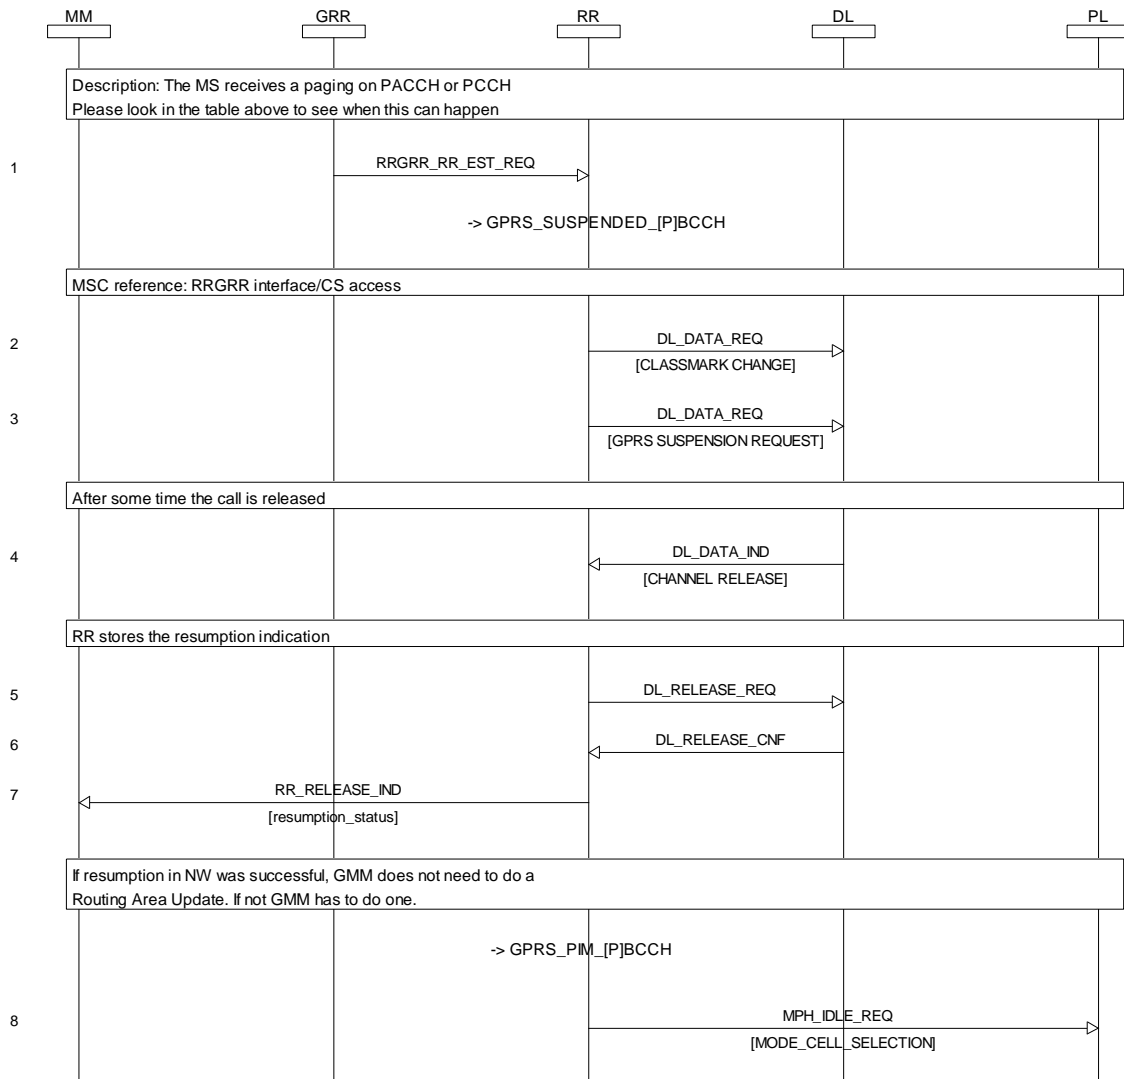 MM GRR RR DL PL
Description: The MS receives a paging on PACCH or PCCH
Please look in the table above to see when this can happen
1 RRGRR_RR_EST_REQ
-> GPRS_SUSPENDED_[P]BCCH
MSC reference: RRGRR interface/CS access
2 DL_DATA_REQ
[CLASSMARK CHANGE]
3 DL_DATA_REQ
[GPRS SUSPENSION REQUEST]
After some time the call is released
4 DL_DATA_IND
[CHANNEL RELEASE]
RR stores the resumption indication
5 DL_RELEASE_REQ
6 DL_RELEASE_CNF
7 RR_RELEASE_IND
[resumption_status]
If resumption in NW was successful, GMM does not need to do a
Routing Area Update. If not GMM has to do one.
-> GPRS_PIM_[P]BCCH
8 MPH_IDLE_REQ
[MODE_CELL_SELECTION]